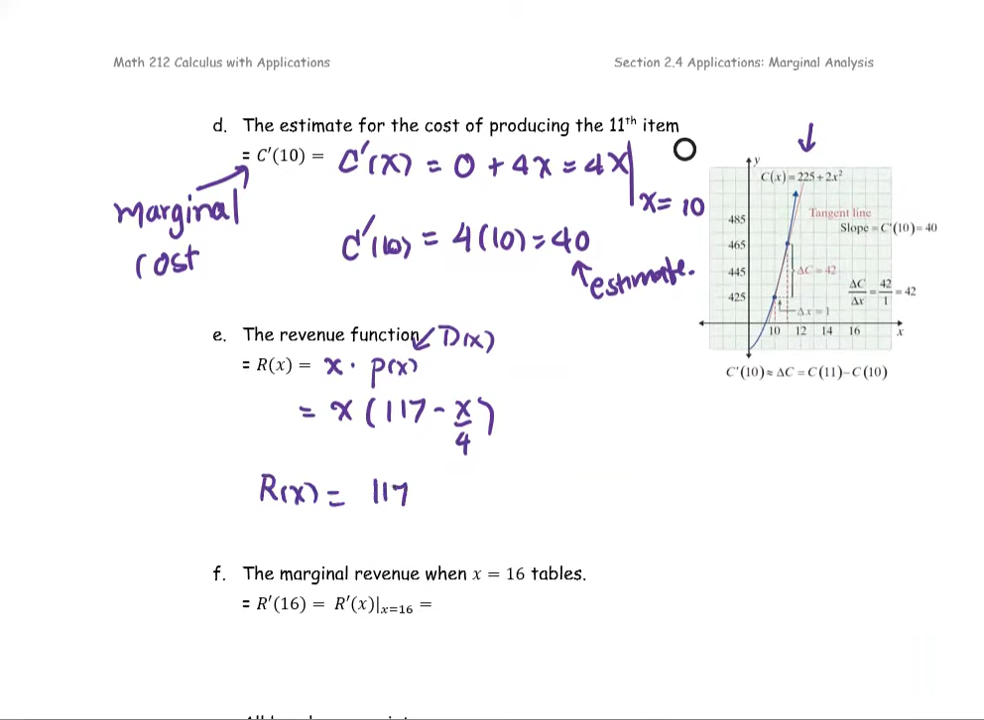 Math 212 Calculus with Applications
Section 2.4 Applications: Marginal Analysis
d. The estimate for the cost of producing the 11th item
= C′(10) = C'(x) = 0 + 4x = 4x| x = 10
marginal cost
C'(10) = 4(10) = 40
↑estimate.
y
C(x) = 225 + 2x²
Tangent line
Slope = C′(10) = 40
485
465
445
425
ΔC = 42
ΔC/Δx = 42/1 = 42
Δx = 1
10 12 14 16 x
C′(10) ≈ ΔC = C(11) − C(10)
e. The revenue function ↙ D(x)
= R(x) = x · p(x)
= x (117 - x/4)
R(x) = 117
f. The marginal revenue when x = 16 tables.
= R′(16) = R′(x)|x=16 =